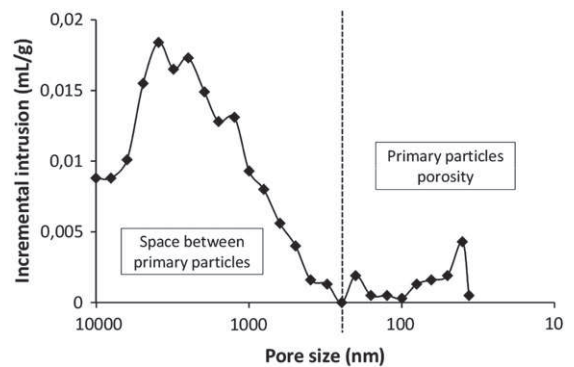 0,02
0,015
0,01
0,005
0
Incremental intrusion (mL/g)
Space between
primary particles
Primary particles
porosity
10000
1000
100
10
Pore size (nm)